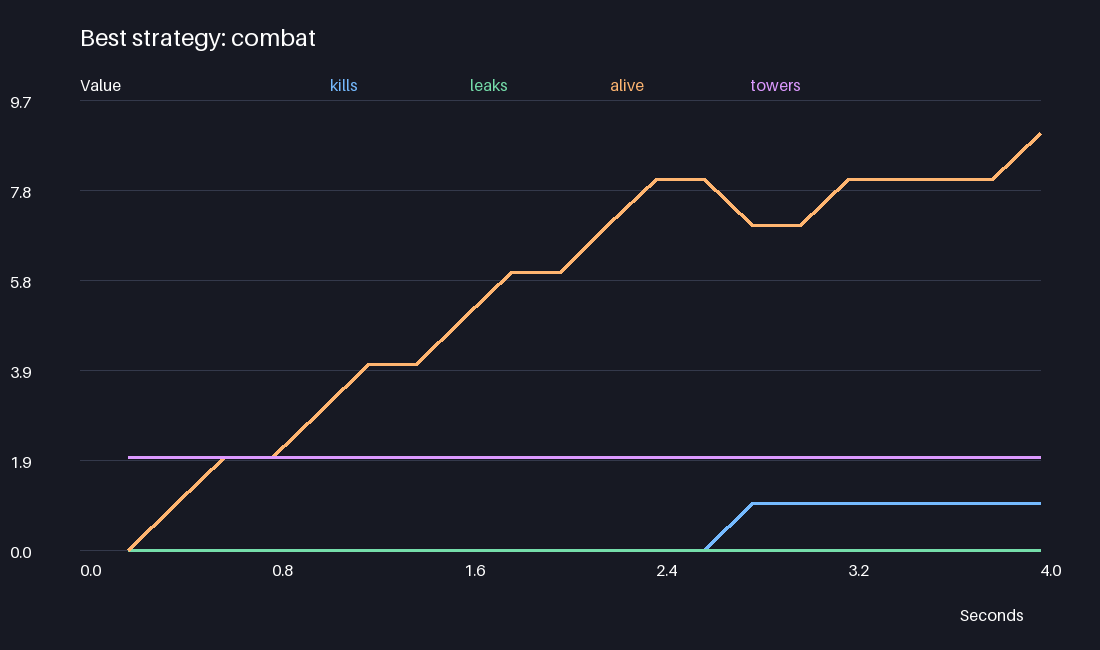 Best strategy: combat
Value kills leaks alive towers
9.7
7.8
5.8
3.9
1.9
0.0
0.0 0.8 1.6 2.4 3.2 4.0
Seconds